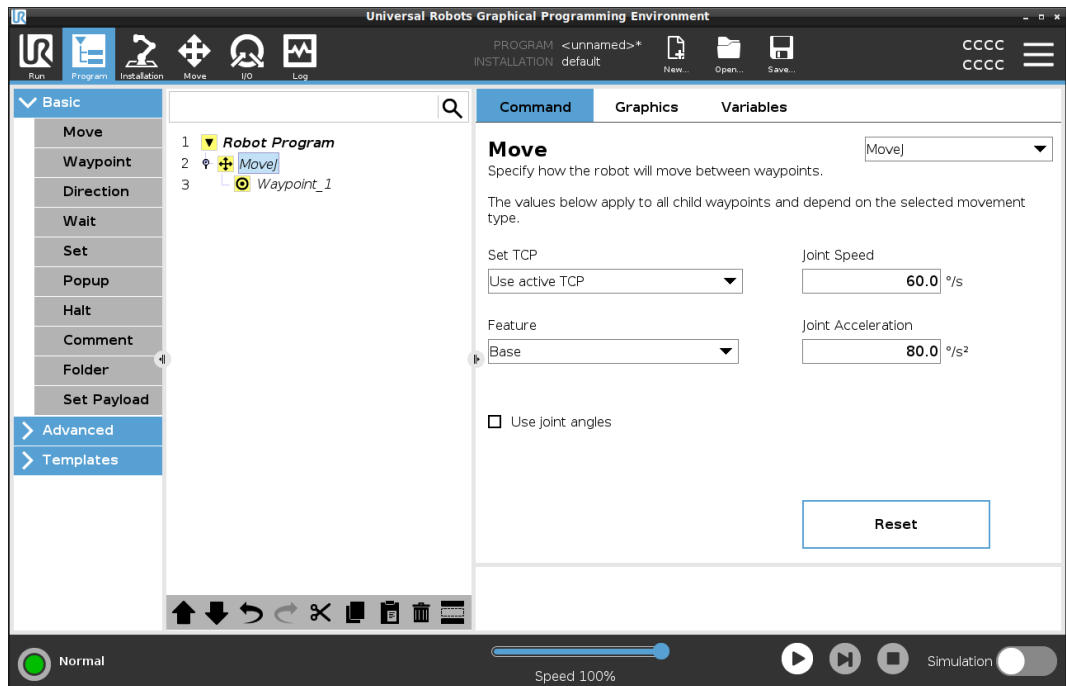 UR
Universal Robots Graphical Programming Environment
UR
Run
Program
Installation
Move
I/O
Log
PROGRAM <unnamed>*
INSTALLATION default
New...
Open...
Save...
CCCC
CCCC
Basic
Move
Waypoint
Direction
Wait
Set
Popup
Halt
Comment
Folder
Set Payload
Advanced
Templates
1 Robot Program
2 MoveJ
3 Waypoint_1
Command Graphics Variables
Move
MoveJ
Specify how the robot will move between waypoints.
The values below apply to all child waypoints and depend on the selected movement
type.
Set TCP
Joint Speed
Use active TCP
60.0 °/s
Feature
Joint Acceleration
Base
80.0 °/s²
Use joint angles
Reset
Normal
Speed 100%
Simulation